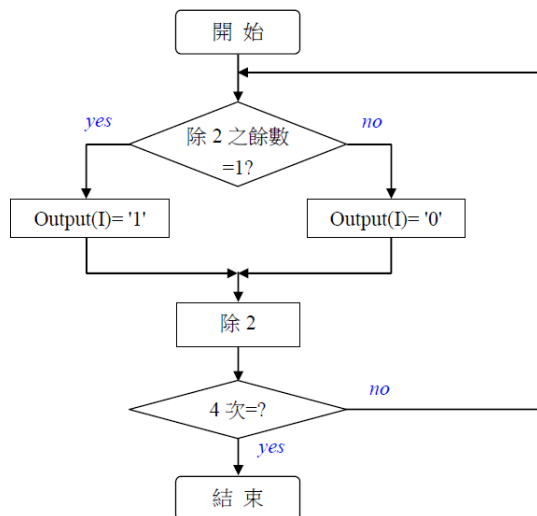 開 始
yes
no
除 2 之餘數
=1?
Output(I)= '1'
Output(I)= '0'
除 2
4 次=?
no
yes
結 束